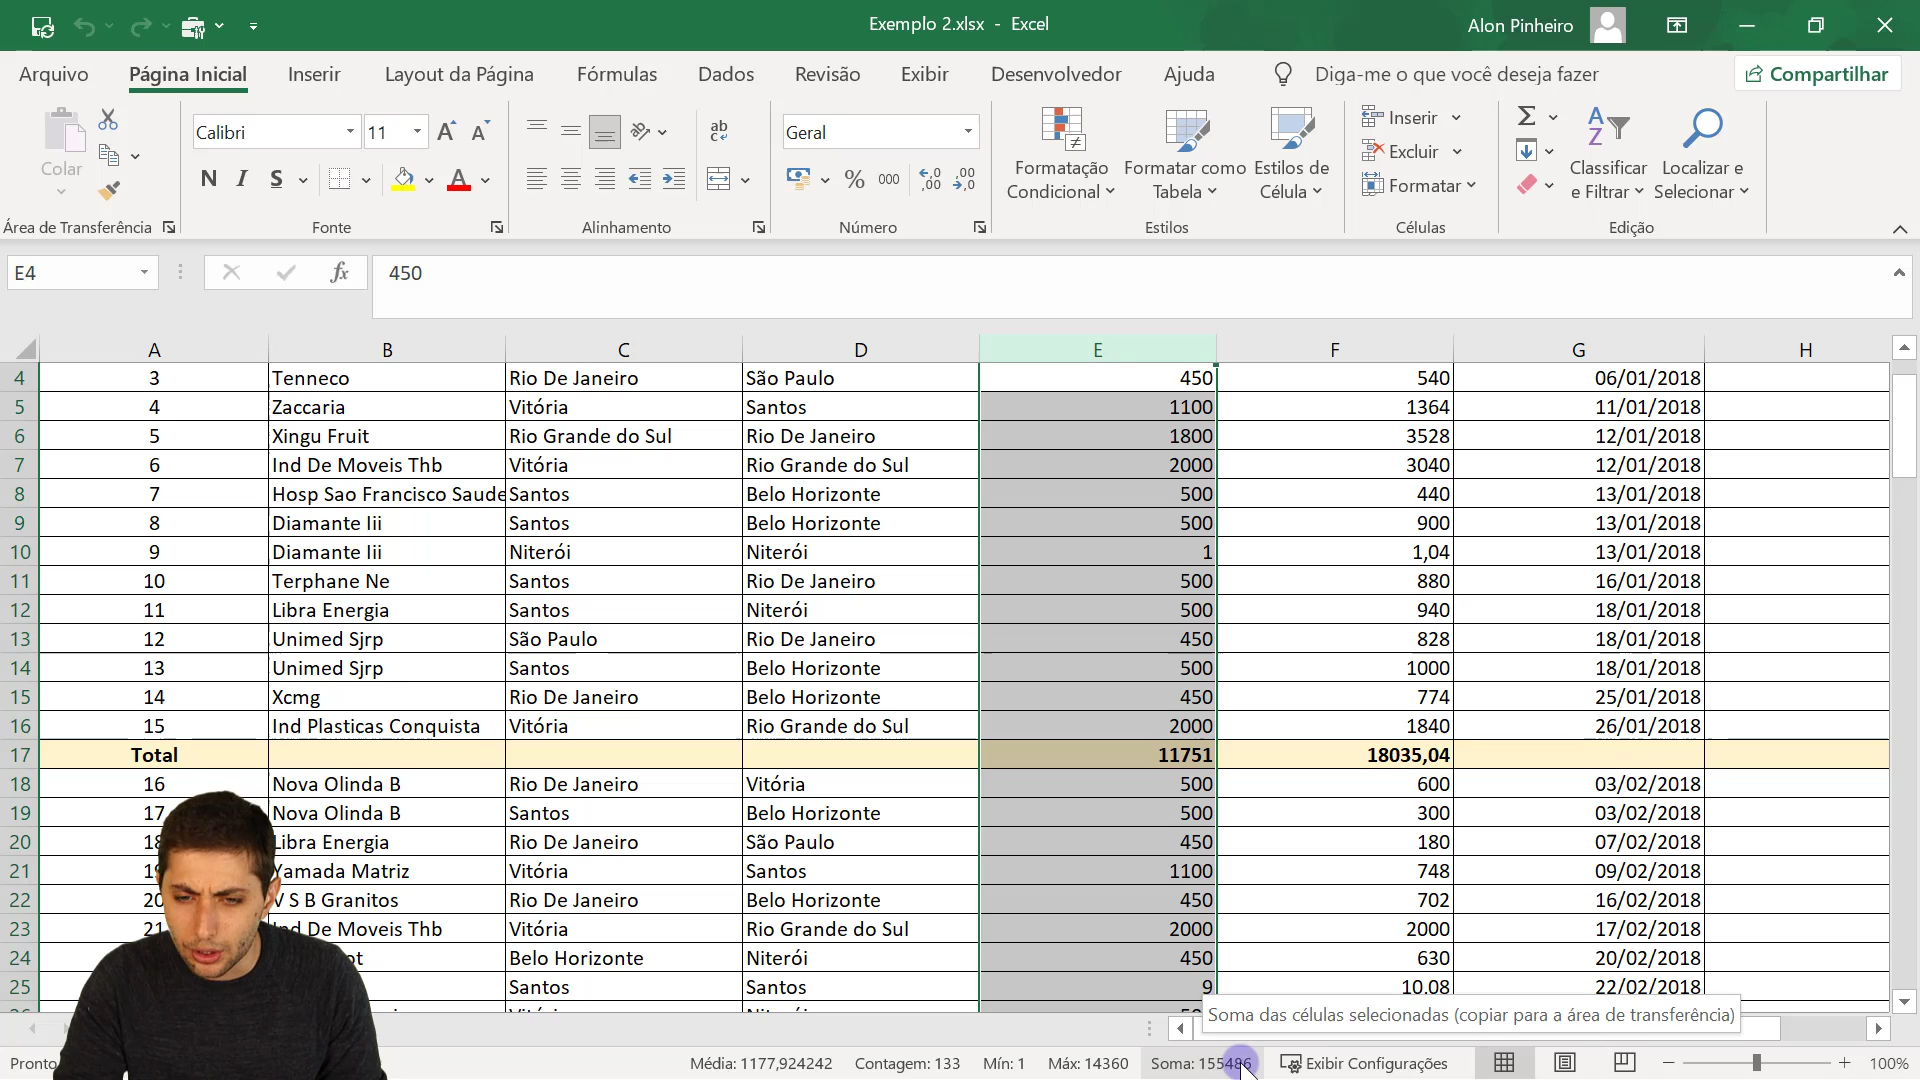 Exemplo 2.xlsx - Excel
Alon Pinheiro
Arquivo Página Inicial Inserir Layout da Página Fórmulas Dados Revisão Exibir Desenvolvedor Ajuda Diga-me o que você deseja fazer Compartilhar
Colar
Calibri 11
N I S
ab
Geral
% 000
Formatação Condicional
Formatar como Tabela
Estilos de Célula
Inserir
Excluir
Formatar
Classificar e Filtrar
Localizar e Selecionar
Área de Transferência Fonte Alinhamento Número Estilos Células Edição
E4 fx 450
A B C D E F G H
4 3 Tenneco Rio De Janeiro São Paulo 450 540 06/01/2018
5 4 Zaccaria Vitória Santos 1100 1364 11/01/2018
6 5 Xingu Fruit Rio Grande do Sul Rio De Janeiro 1800 3528 12/01/2018
7 6 Ind De Moveis Thb Vitória Rio Grande do Sul 2000 3040 12/01/2018
8 7 Hosp Sao Francisco Saude Santos Belo Horizonte 500 440 13/01/2018
9 8 Diamante Iii Santos Belo Horizonte 500 900 13/01/2018
10 9 Diamante Iii Niterói Niterói 1 1,04 13/01/2018
11 10 Terphane Ne Santos Rio De Janeiro 500 880 16/01/2018
12 11 Libra Energia Santos Niterói 500 940 18/01/2018
13 12 Unimed Sjrp São Paulo Rio De Janeiro 450 828 18/01/2018
14 13 Unimed Sjrp Santos Belo Horizonte 500 1000 18/01/2018
15 14 Xcmg Rio De Janeiro Belo Horizonte 450 774 25/01/2018
16 15 Ind Plasticas Conquista Vitória Rio Grande do Sul 2000 1840 26/01/2018
17 Total 11751 18035,04
18 16 Nova Olinda B Rio De Janeiro Vitória 500 600 03/02/2018
19 17 Nova Olinda B Santos Belo Horizonte 500 300 03/02/2018
20 18 Libra Energia Rio De Janeiro São Paulo 450 180 07/02/2018
21 19 Yamada Matriz Vitória Santos 1100 748 09/02/2018
22 20 V S B Granitos Rio De Janeiro Belo Horizonte 450 702 16/02/2018
23 21 Ind De Moveis Thb Vitória Rio Grande do Sul 2000 2000 17/02/2018
24 Belo Horizonte Niterói 450 630 20/02/2018
25 Santos Santos 9 10,08 22/02/2018
Soma das células selecionadas (copiar para a área de transferência)
Pronto Média: 1177,924242 Contagem: 133 Mín: 1 Máx: 14360 Soma: 155486 Exibir Configurações 100%